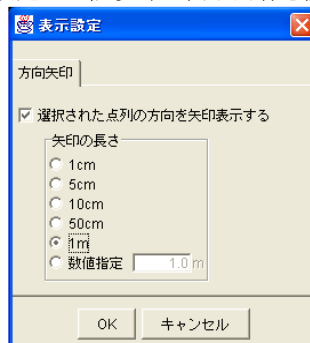 表示設定
方向矢印
選択された点列の方向を矢印表示する
矢印の長さ
1cm
5cm
10cm
50cm
1m
数値指定 1.0 m
OK キャンセル